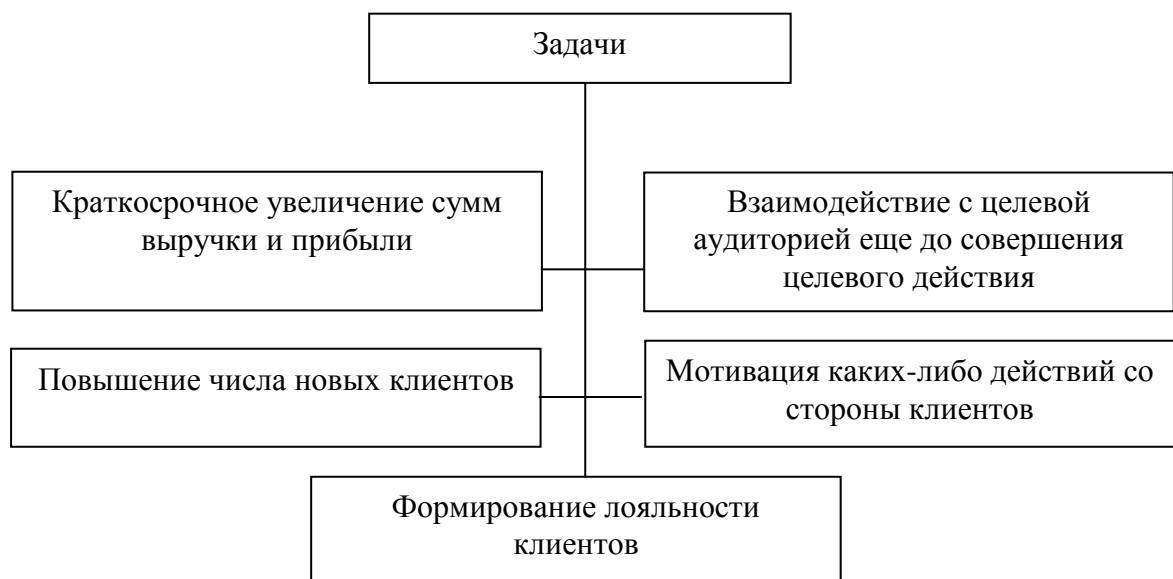 Задачи
Краткосрочное увеличение сумм
выручки и прибыли
Взаимодействие с целевой
аудиторией еще до совершения
целевого действия
Повышение числа новых клиентов
Мотивация каких-либо действий со
стороны клиентов
Формирование лояльности
клиентов